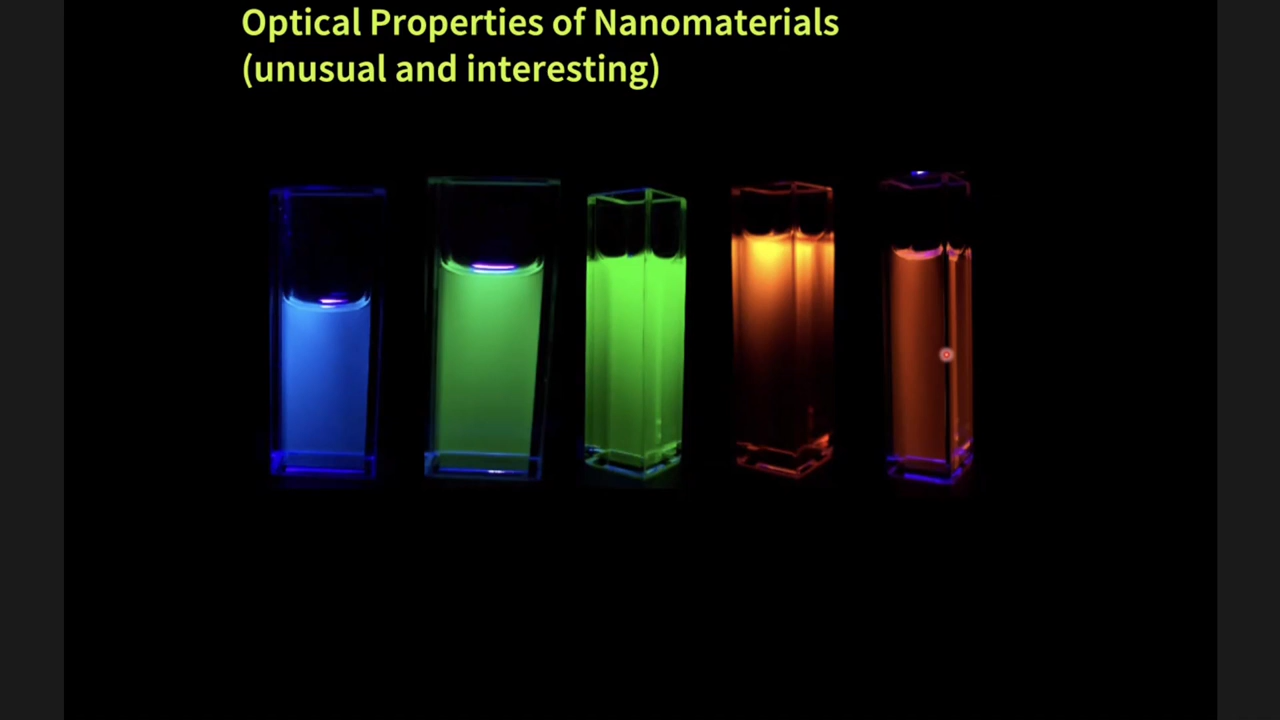 Optical Properties of Nanomaterials
(unusual and interesting)